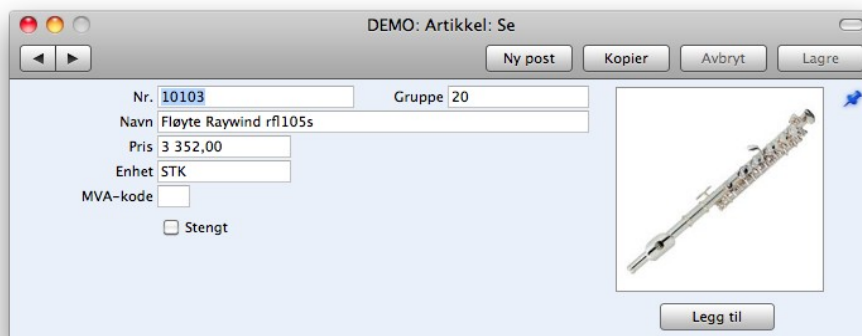 DEMO: Artikkel: Se
Ny post Kopier Avbryt Lagre
Nr. 10103 Gruppe 20
Navn Fløyte Raywind rfl105s
Pris 3 352,00
Enhet STK
MVA-kode
Stengt
Legg til